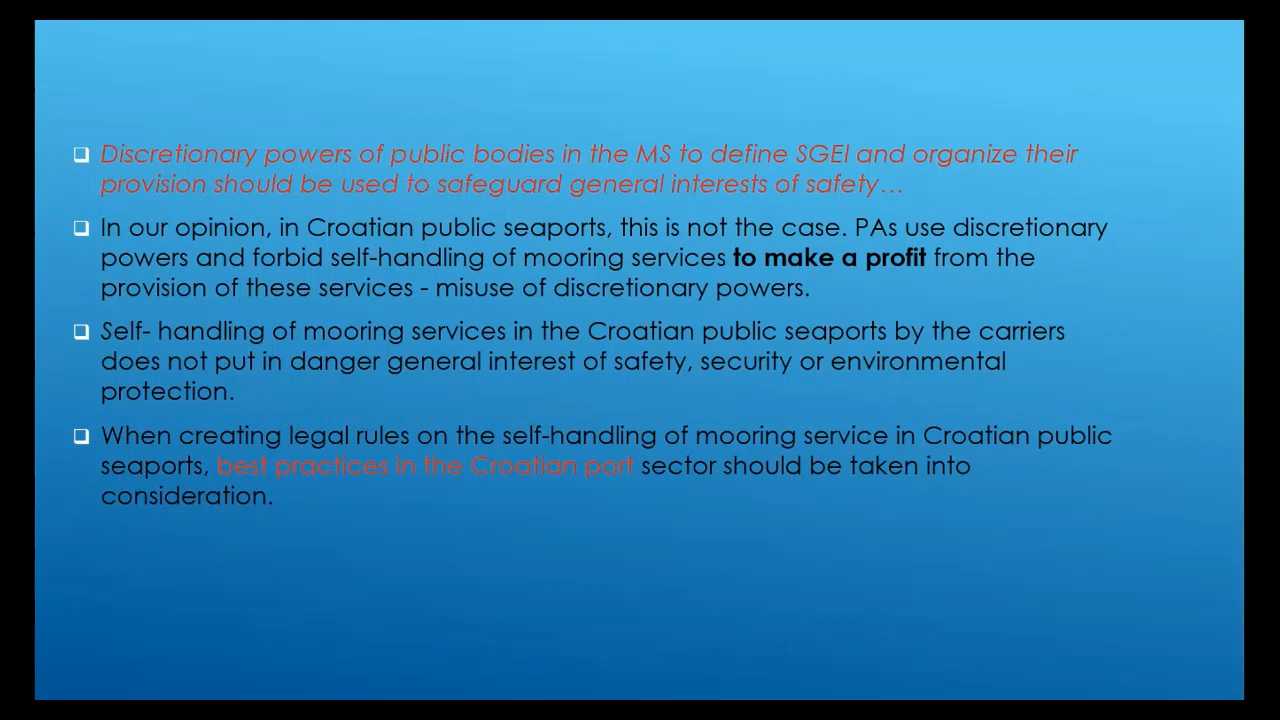 Discretionary powers of public bodies in the MS to define SGEI and organize their
provision should be used to safeguard general interests of safety…
In our opinion, in Croatian public seaports, this is not the case. PAs use discretionary
powers and forbid self-handling of mooring services to make a profit from the
provision of these services - misuse of discretionary powers.
Self- handling of mooring services in the Croatian public seaports by the carriers
does not put in danger general interest of safety, security or environmental
protection.
When creating legal rules on the self-handling of mooring service in Croatian public
seaports, best practices in the Croatian port sector should be taken into
consideration.